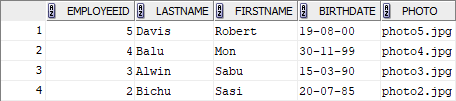 EMPLOYEEID LASTNAME FIRSTNAME BIRTHDATE PHOTO
1 5 Davis Robert 19-08-00 photo5.jpg
2 4 Balu Mon 30-11-99 photo4.jpg
3 3 Alwin Sabu 15-03-90 photo3.jpg
4 2 Bichu Sasi 20-07-85 photo2.jpg